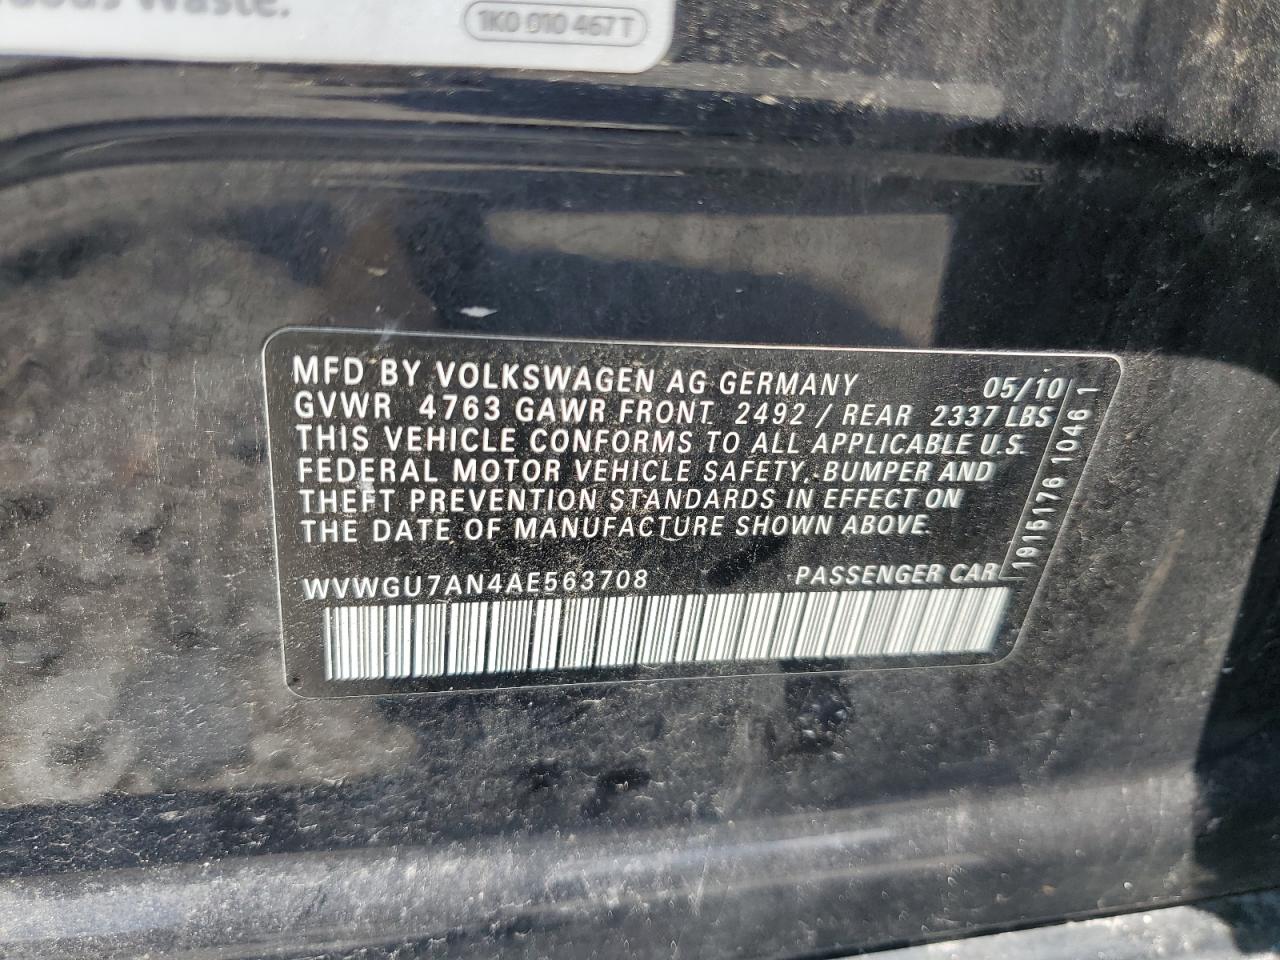 Waste.
1K0 010 467 T
MFD BY VOLKSWAGEN AG GERMANY 05/10
GVWR 4763 GAWR FRONT 2492 / REAR 2337 LBS
THIS VEHICLE CONFORMS TO ALL APPLICABLE U.S.
FEDERAL MOTOR VEHICLE SAFETY, BUMPER AND
THEFT PREVENTION STANDARDS IN EFFECT ON
THE DATE OF MANUFACTURE SHOWN ABOVE.
WVWGU7AN4AE563708 PASSENGER CAR
1915176 1046 1